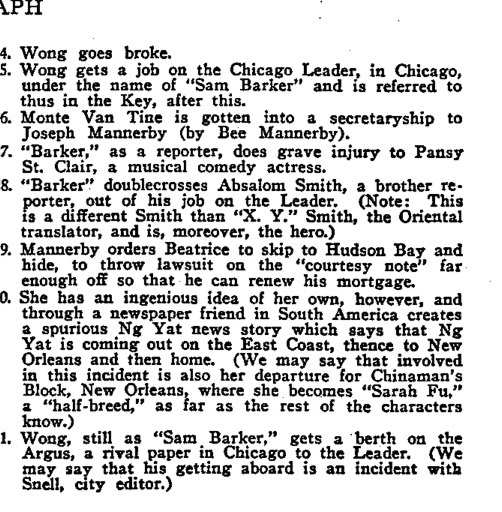 APH
4. Wong goes broke.
5. Wong gets a job on the Chicago Leader, in Chicago,
under the name of "Sam Barker" and is referred to
thus in the Key, after this.
6. Monte Van Tine is gotten into a secretaryship to
Joseph Mannerby (by Bee Mannerby).
7. "Barker," as a reporter, does grave injury to Pansy
St. Clair, a musical comedy actress.
8. "Barker" doublecrosses Absalom Smith, a brother re-
porter, out of his job on the Leader. (Note: This
is a different Smith than "X. Y." Smith, the Oriental
translator, and is, moreover, the hero.)
9. Mannerby orders Beatrice to skip to Hudson Bay and
hide, to throw lawsuit on the "courtesy note" far
enough off so that he can renew his mortgage.
0. She has an ingenious idea of her own, however, and
through a newspaper friend in South America creates
a spurious Ng Yat news story which says that Ng
Yat is coming out on the East Coast, thence to New
Orleans and then home. (We may say that involved
in this incident is also her departure for Chinaman's
Block, New Orleans, where she becomes "Sarah Fu,"
a "half-breed," as far as the rest of the characters
know.)
1. Wong, still as "Sam Barker," gets a berth on the
Argus, a rival paper in Chicago to the Leader. (We
may say that his getting aboard is an incident with
Snell, city editor.)